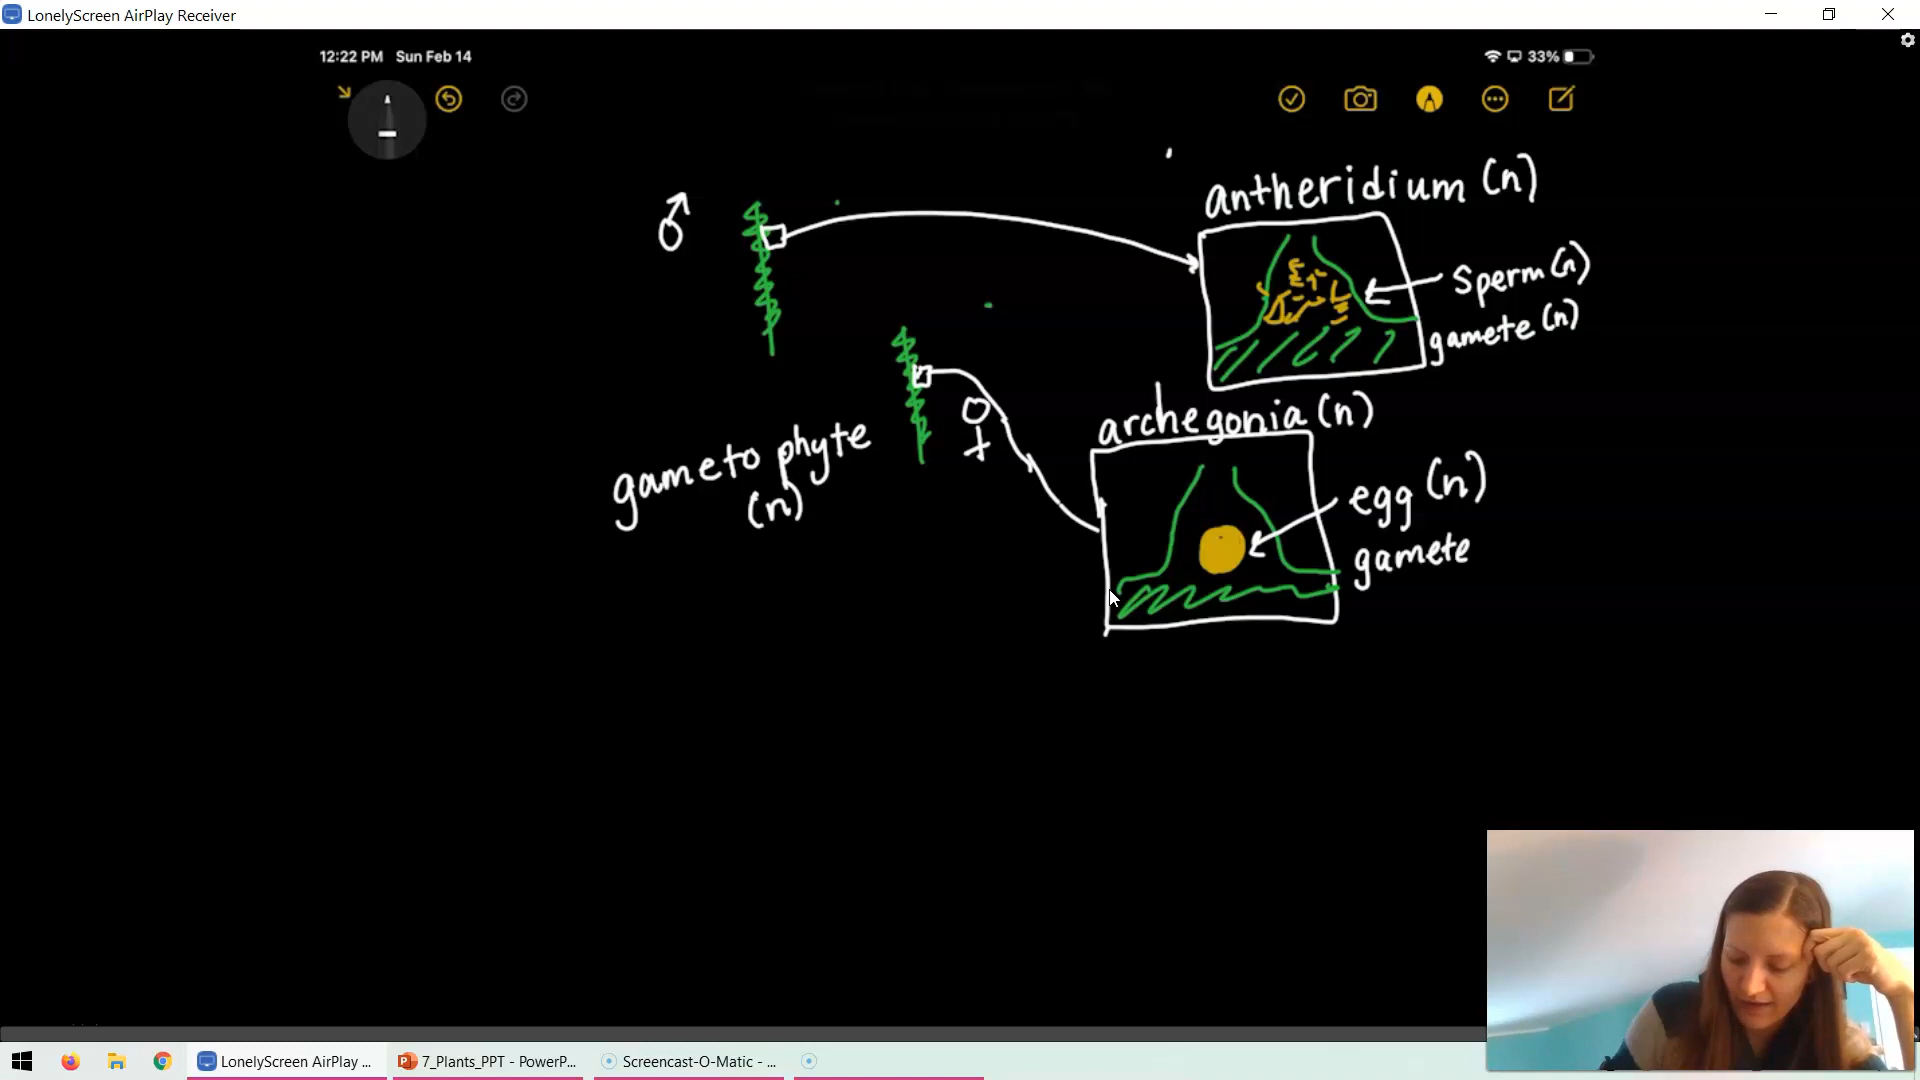 LonelyScreen AirPlay Receiver
12:22 PM Sun Feb 14
33%
antheridium (n)
sperm (n)
gamete (n)
archegonia (n)
gameto phyte
(n)
egg (n)
gamete
LonelyScreen AirPlay ...
7_Plants_PPT - PowerP...
Screencast-O-Matic - ...